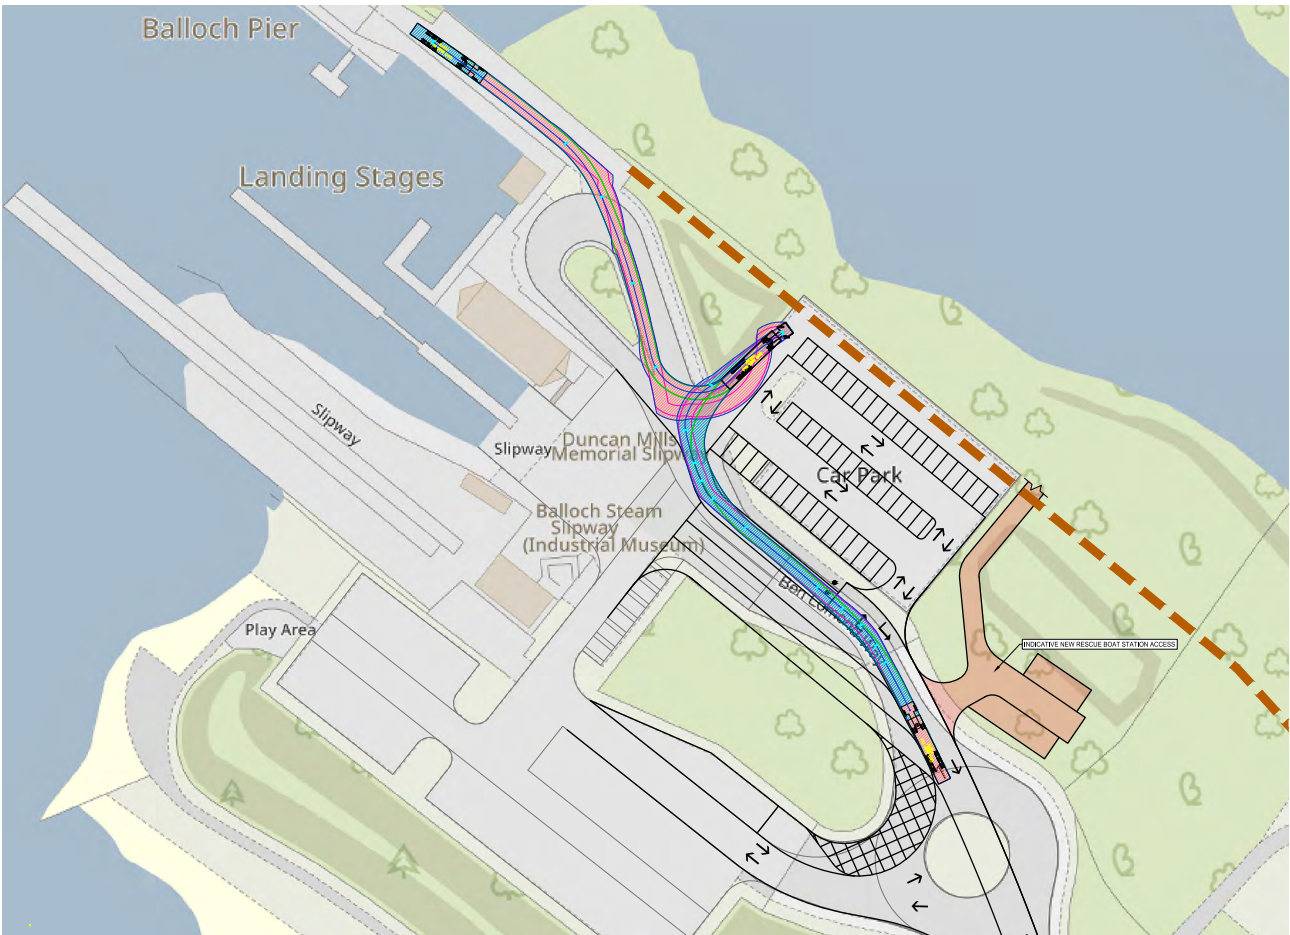 Balloch Pier
Landing Stages
Slipway
Slipway
Duncan Mills
Memorial Slipway
Car Park
Balloch Steam
Slipway
(Industrial Museum)
Play Area
INDICATIVE NEW RESCUE BOAT STATION ACCESS